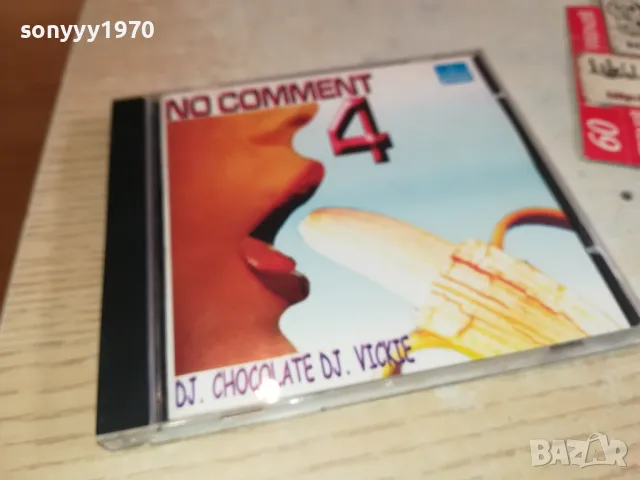 sonyyy1970
NO COMMENT
4
DJ. CHOCOLATE DJ. VICKIE
60
BAZAR